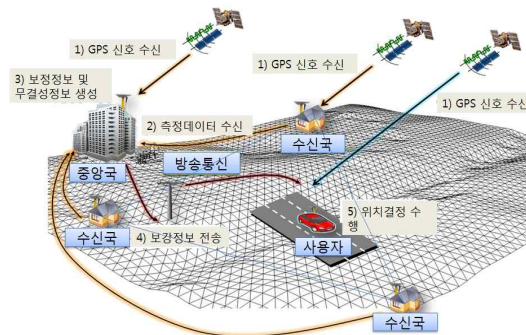 1) GPS 신호 수신
1) GPS 신호 수신
1) GPS 신호 수신
3) 보정정보 및
무결성정보 생성
2) 측정데이터 수신
수신국
방송통신
중앙국
수신국
4) 보강정보 전송
5) 위치결정 수
행
사용자
수신국